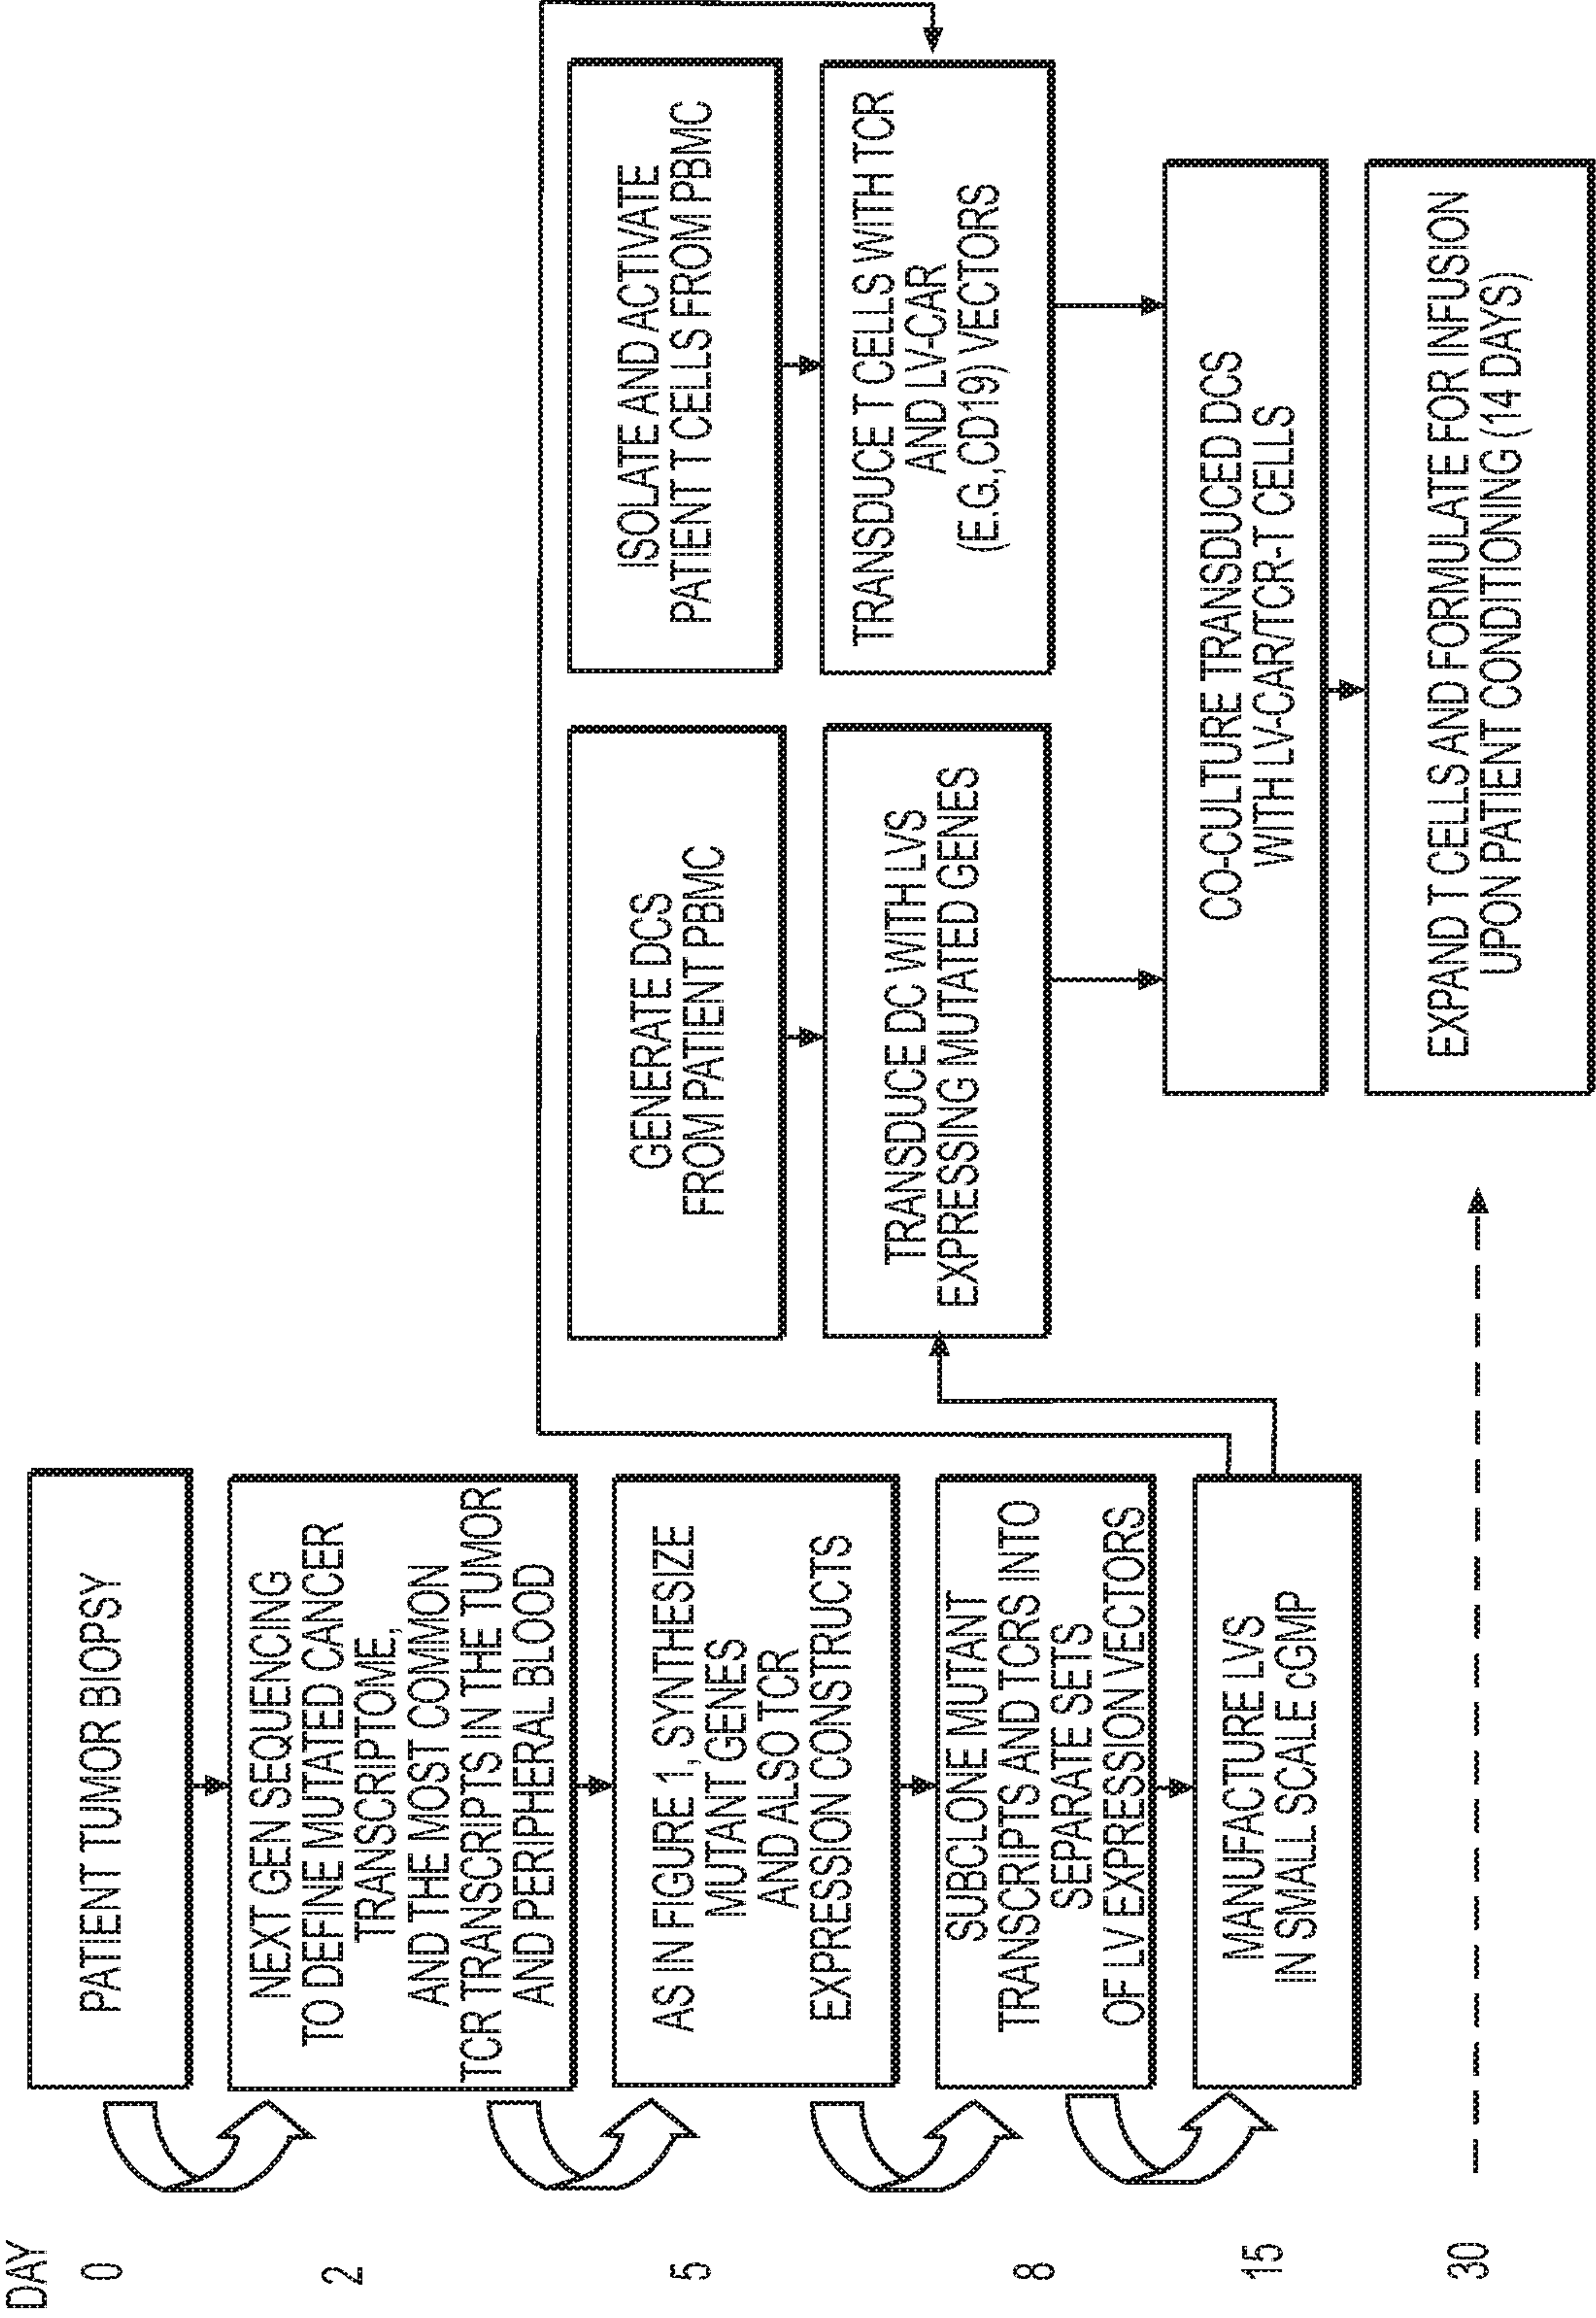 DAY
0
PATIENT TUMOR BIOPSY
2
NEXT GEN SEQUENCING
TO DEFINE MUTATED CANCER
TRANSCRIPTOME,
AND THE MOST COMMON
TCR TRANSCRIPTS IN THE TUMOR
AND PERIPHERAL BLOOD
5
AS IN FIGURE 1, SYNTHESIZE
MUTANT GENES
AND ALSO TCR
EXPRESSION CONSTRUCTS
8
SUBCLONE MUTANT
TRANSCRIPTS AND TCRS INTO
SEPARATE SETS
OF LV EXPRESSION VECTORS
15
MANUFACTURE LVS
IN SMALL SCALE cGMP
30
GENERATE DCS
FROM PATIENT PBMC
TRANSDUCE DC WITH LVS
EXPRESSING MUTATED GENES
ISOLATE AND ACTIVATE
PATIENT T CELLS FROM PBMC
TRANSDUCE T CELLS WITH TCR
AND LV-CAR
(E.G.,CD19) VECTORS
CO-CULTURE TRANSDUCED DCS
WITH LV-CAR/TCR-T CELLS
EXPAND T CELLS AND FORMULATE FOR INFUSION
UPON PATIENT CONDITIONING (14 DAYS)